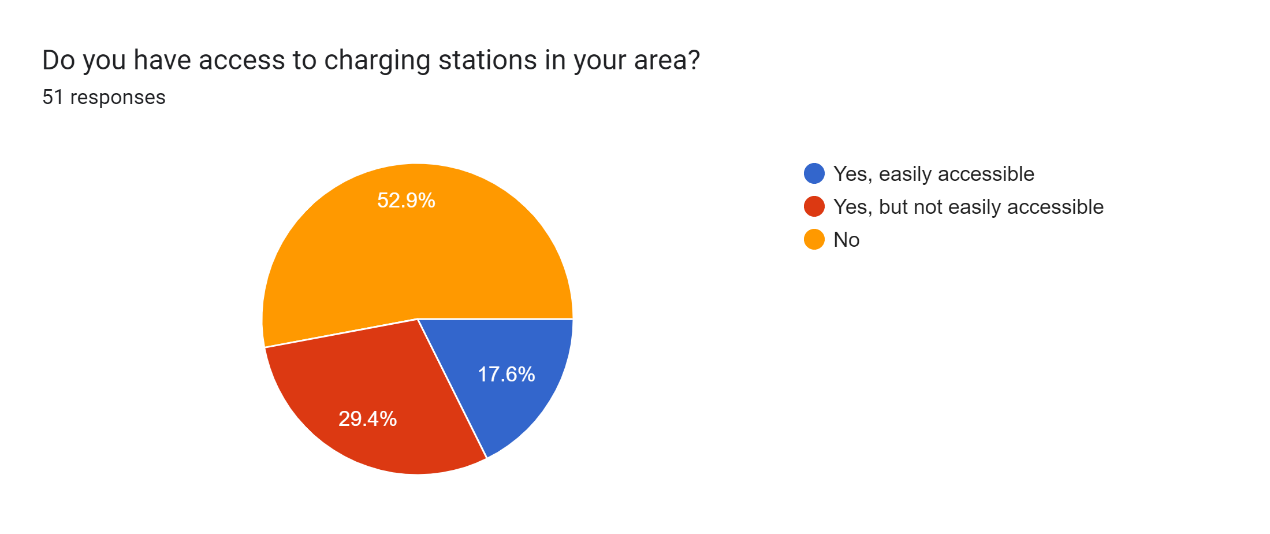 Do you have access to charging stations in your area?
51 responses
52.9%
17.6%
29.4%
Yes, easily accessible
Yes, but not easily accessible
No